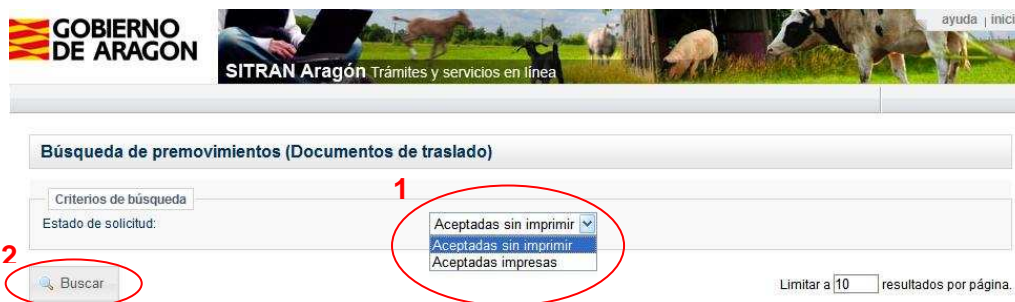 GOBIERNO
DE ARAGON
ayuda | inici
SITRAN Aragón Trámites y servicios en línea
Búsqueda de premovimientos (Documentos de traslado)
Criterios de búsqueda
1
Estado de solicitud:
Aceptadas sin imprimir
Aceptadas sin imprimir
Aceptadas impresas
2
Buscar
Limitar a 10 resultados por página.